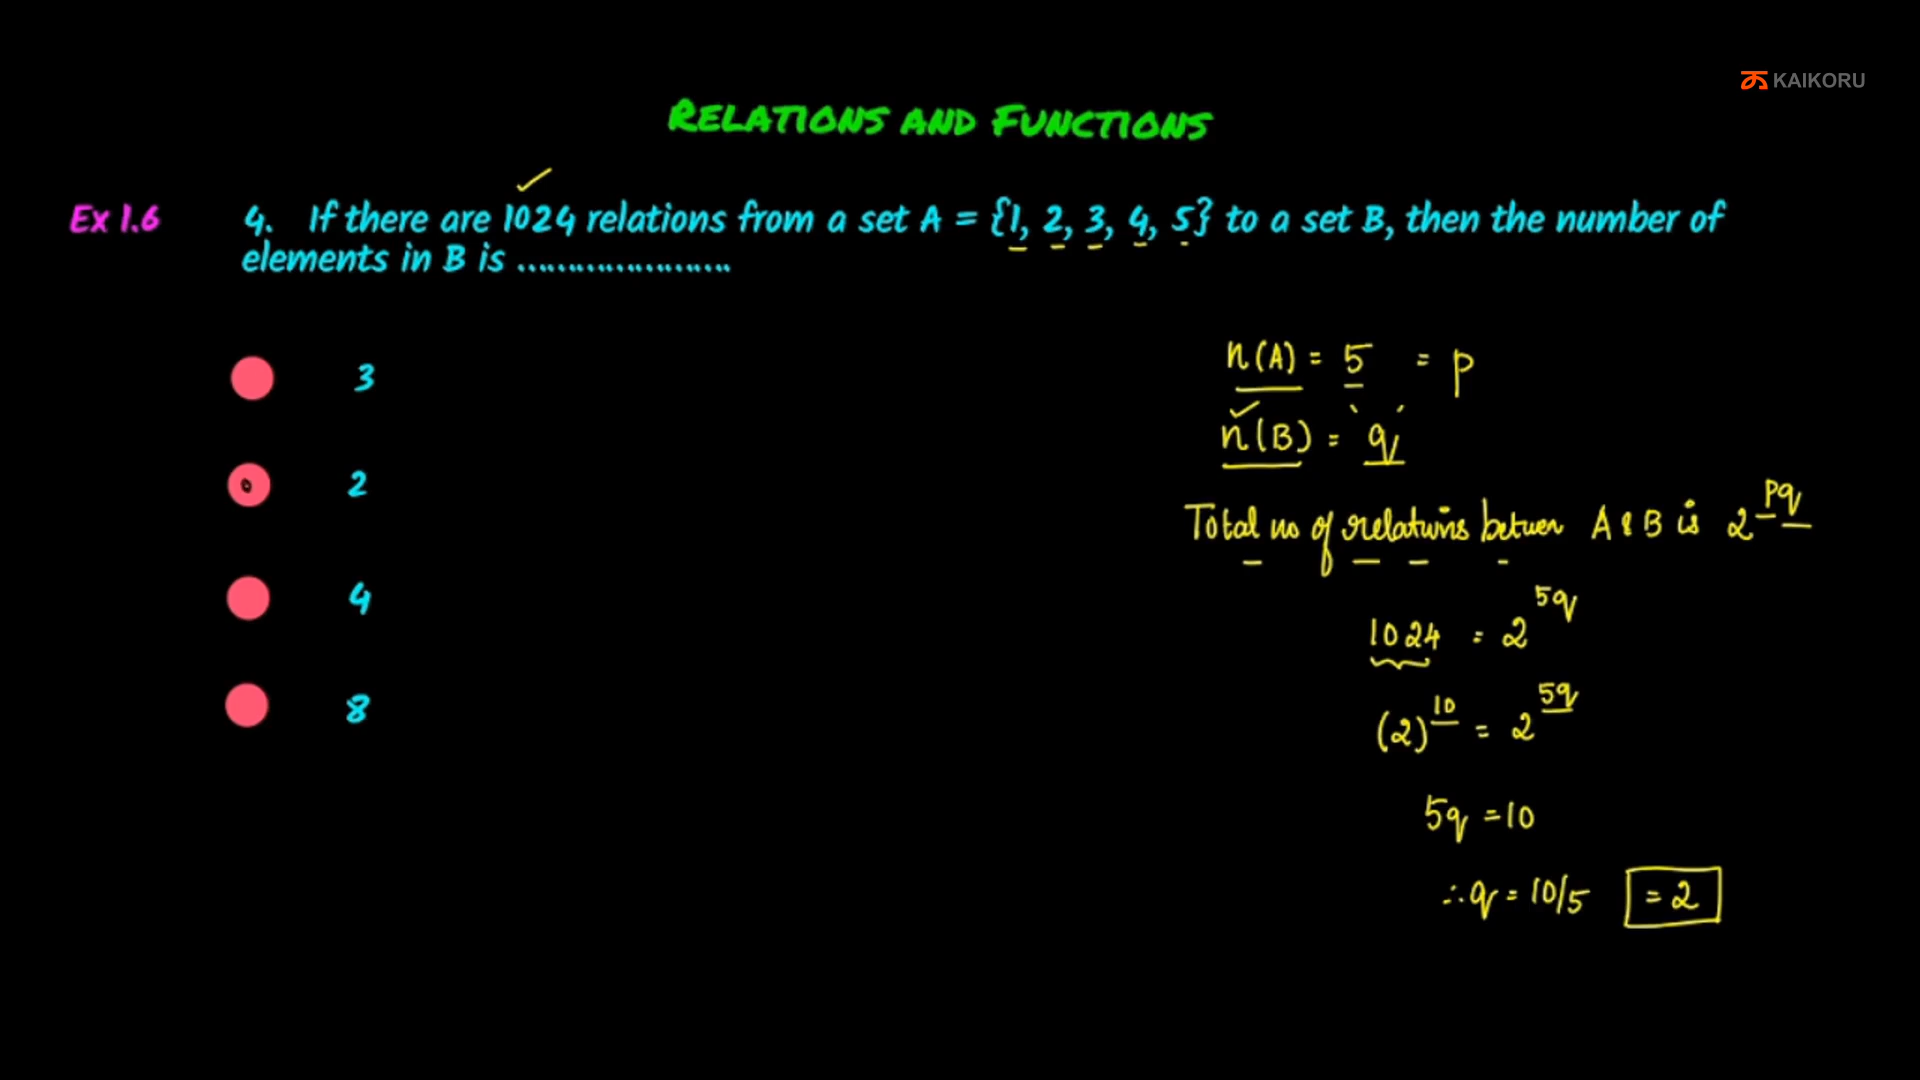 KAIKORU
RELATIONS AND FUNCTIONS
Ex 1.6
4. If there are 1024 relations from a set A = {1, 2, 3, 4, 5} to a set B, then the number of
elements in B is .......................
3
2
4
8
n(A) = 5 = p
n(B) = 'q'
Total no of relations betwen A & B is 2^pq
1024 = 2^5q
(2)^10 = 2^5q
5q = 10
∴ q = 10/5 = 2